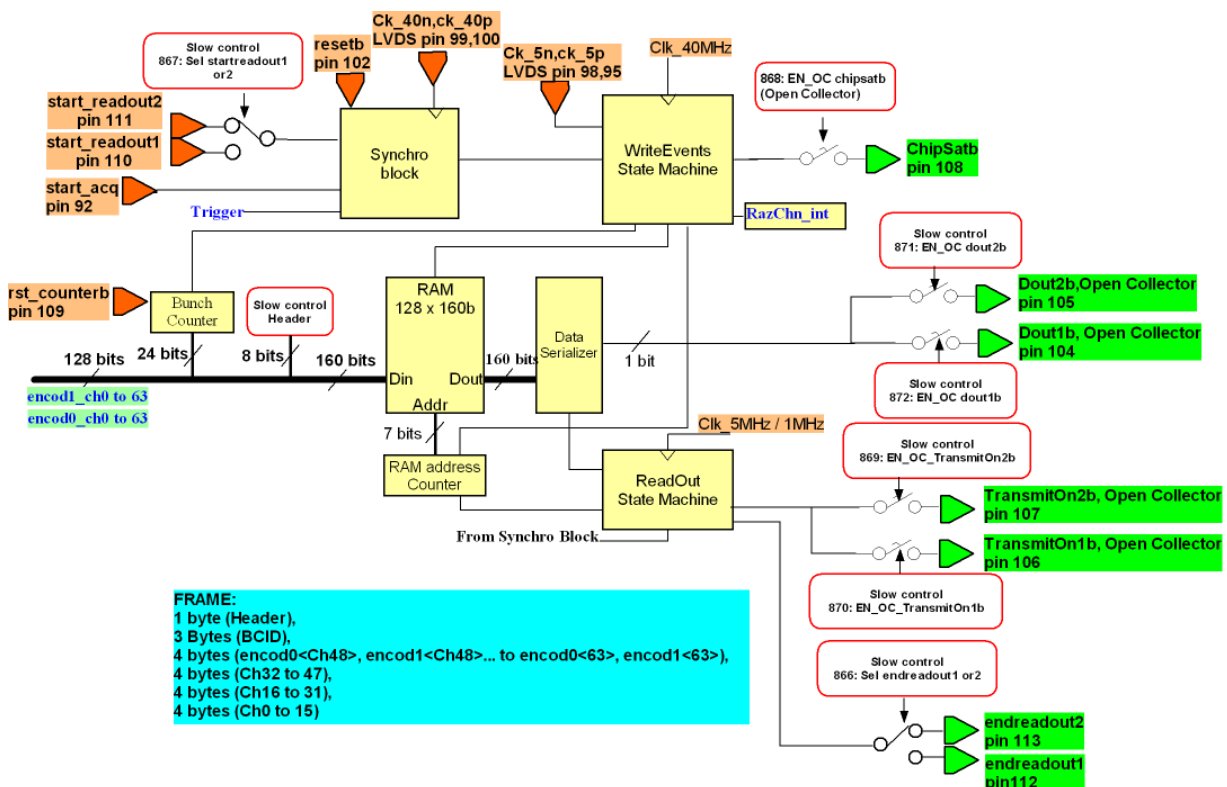 Slow control
867: Sel startreadout1
or2
resetb
pin 102
Ck_40n,ck_40p
LVDS pin 99,100
Ck_5n,ck_5p
LVDS pin 98,95
Clk_40MHz
868: EN_OC chipsatb
(Open Collector)
start_readout2
pin 111
start_readout1
pin 110
start_acq
pin 92
Trigger
Synchro
block
WriteEvents
State Machine
ChipSatb
pin 108
RazChn_int
Slow control
871: EN_OC dout2b
rst_counterb
pin 109
Bunch
Counter
Slow control
Header
RAM
128 x 160b
Data
Serializer
Dout2b,Open Collector
pin 105
Dout1b, Open Collector
pin 104
128 bits
24 bits
8 bits
160 bits
Din
Dout
160 bits
1 bit
encod1_ch0 to 63
encod0_ch0 to 63
Addr
Slow control
872: EN_OC dout1b
7 bits
RAM address
Counter
Clk_5MHz / 1MHz
Slow control
869: EN_OC_TransmitOn2b
ReadOut
State Machine
From Synchro Block
TransmitOn2b, Open Collector
pin 107
TransmitOn1b, Open Collector
pin 106
Slow control
870: EN_OC_TransmitOn1b
FRAME:
1 byte (Header),
3 Bytes (BCID),
4 bytes (encod0<Ch48>, encod1<Ch48>... to encod0<63>, encod1<63>),
4 bytes (Ch32 to 47),
4 bytes (Ch16 to 31),
4 bytes (Ch0 to 15)
Slow control
866: Sel endreadout1 or2
endreadout2
pin 113
endreadout1
pin112